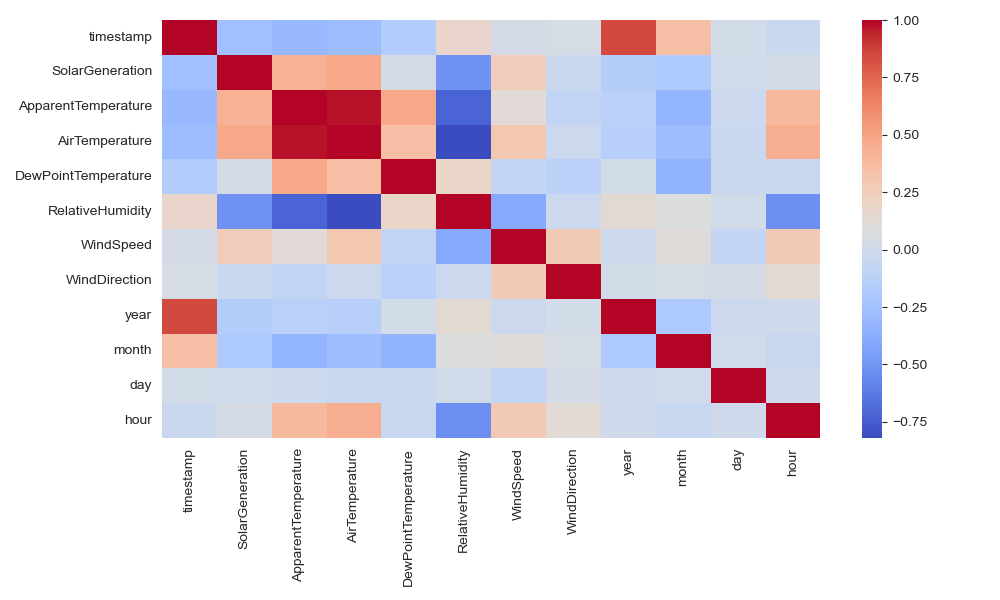 timestamp
SolarGeneration
ApparentTemperature
AirTemperature
DewPointTemperature
RelativeHumidity
WindSpeed
WindDirection
year
month
day
hour
timestamp
SolarGeneration
ApparentTemperature
AirTemperature
DewPointTemperature
RelativeHumidity
WindSpeed
WindDirection
year
month
day
hour
1.00
0.75
0.50
0.25
0.00
−0.25
−0.50
−0.75